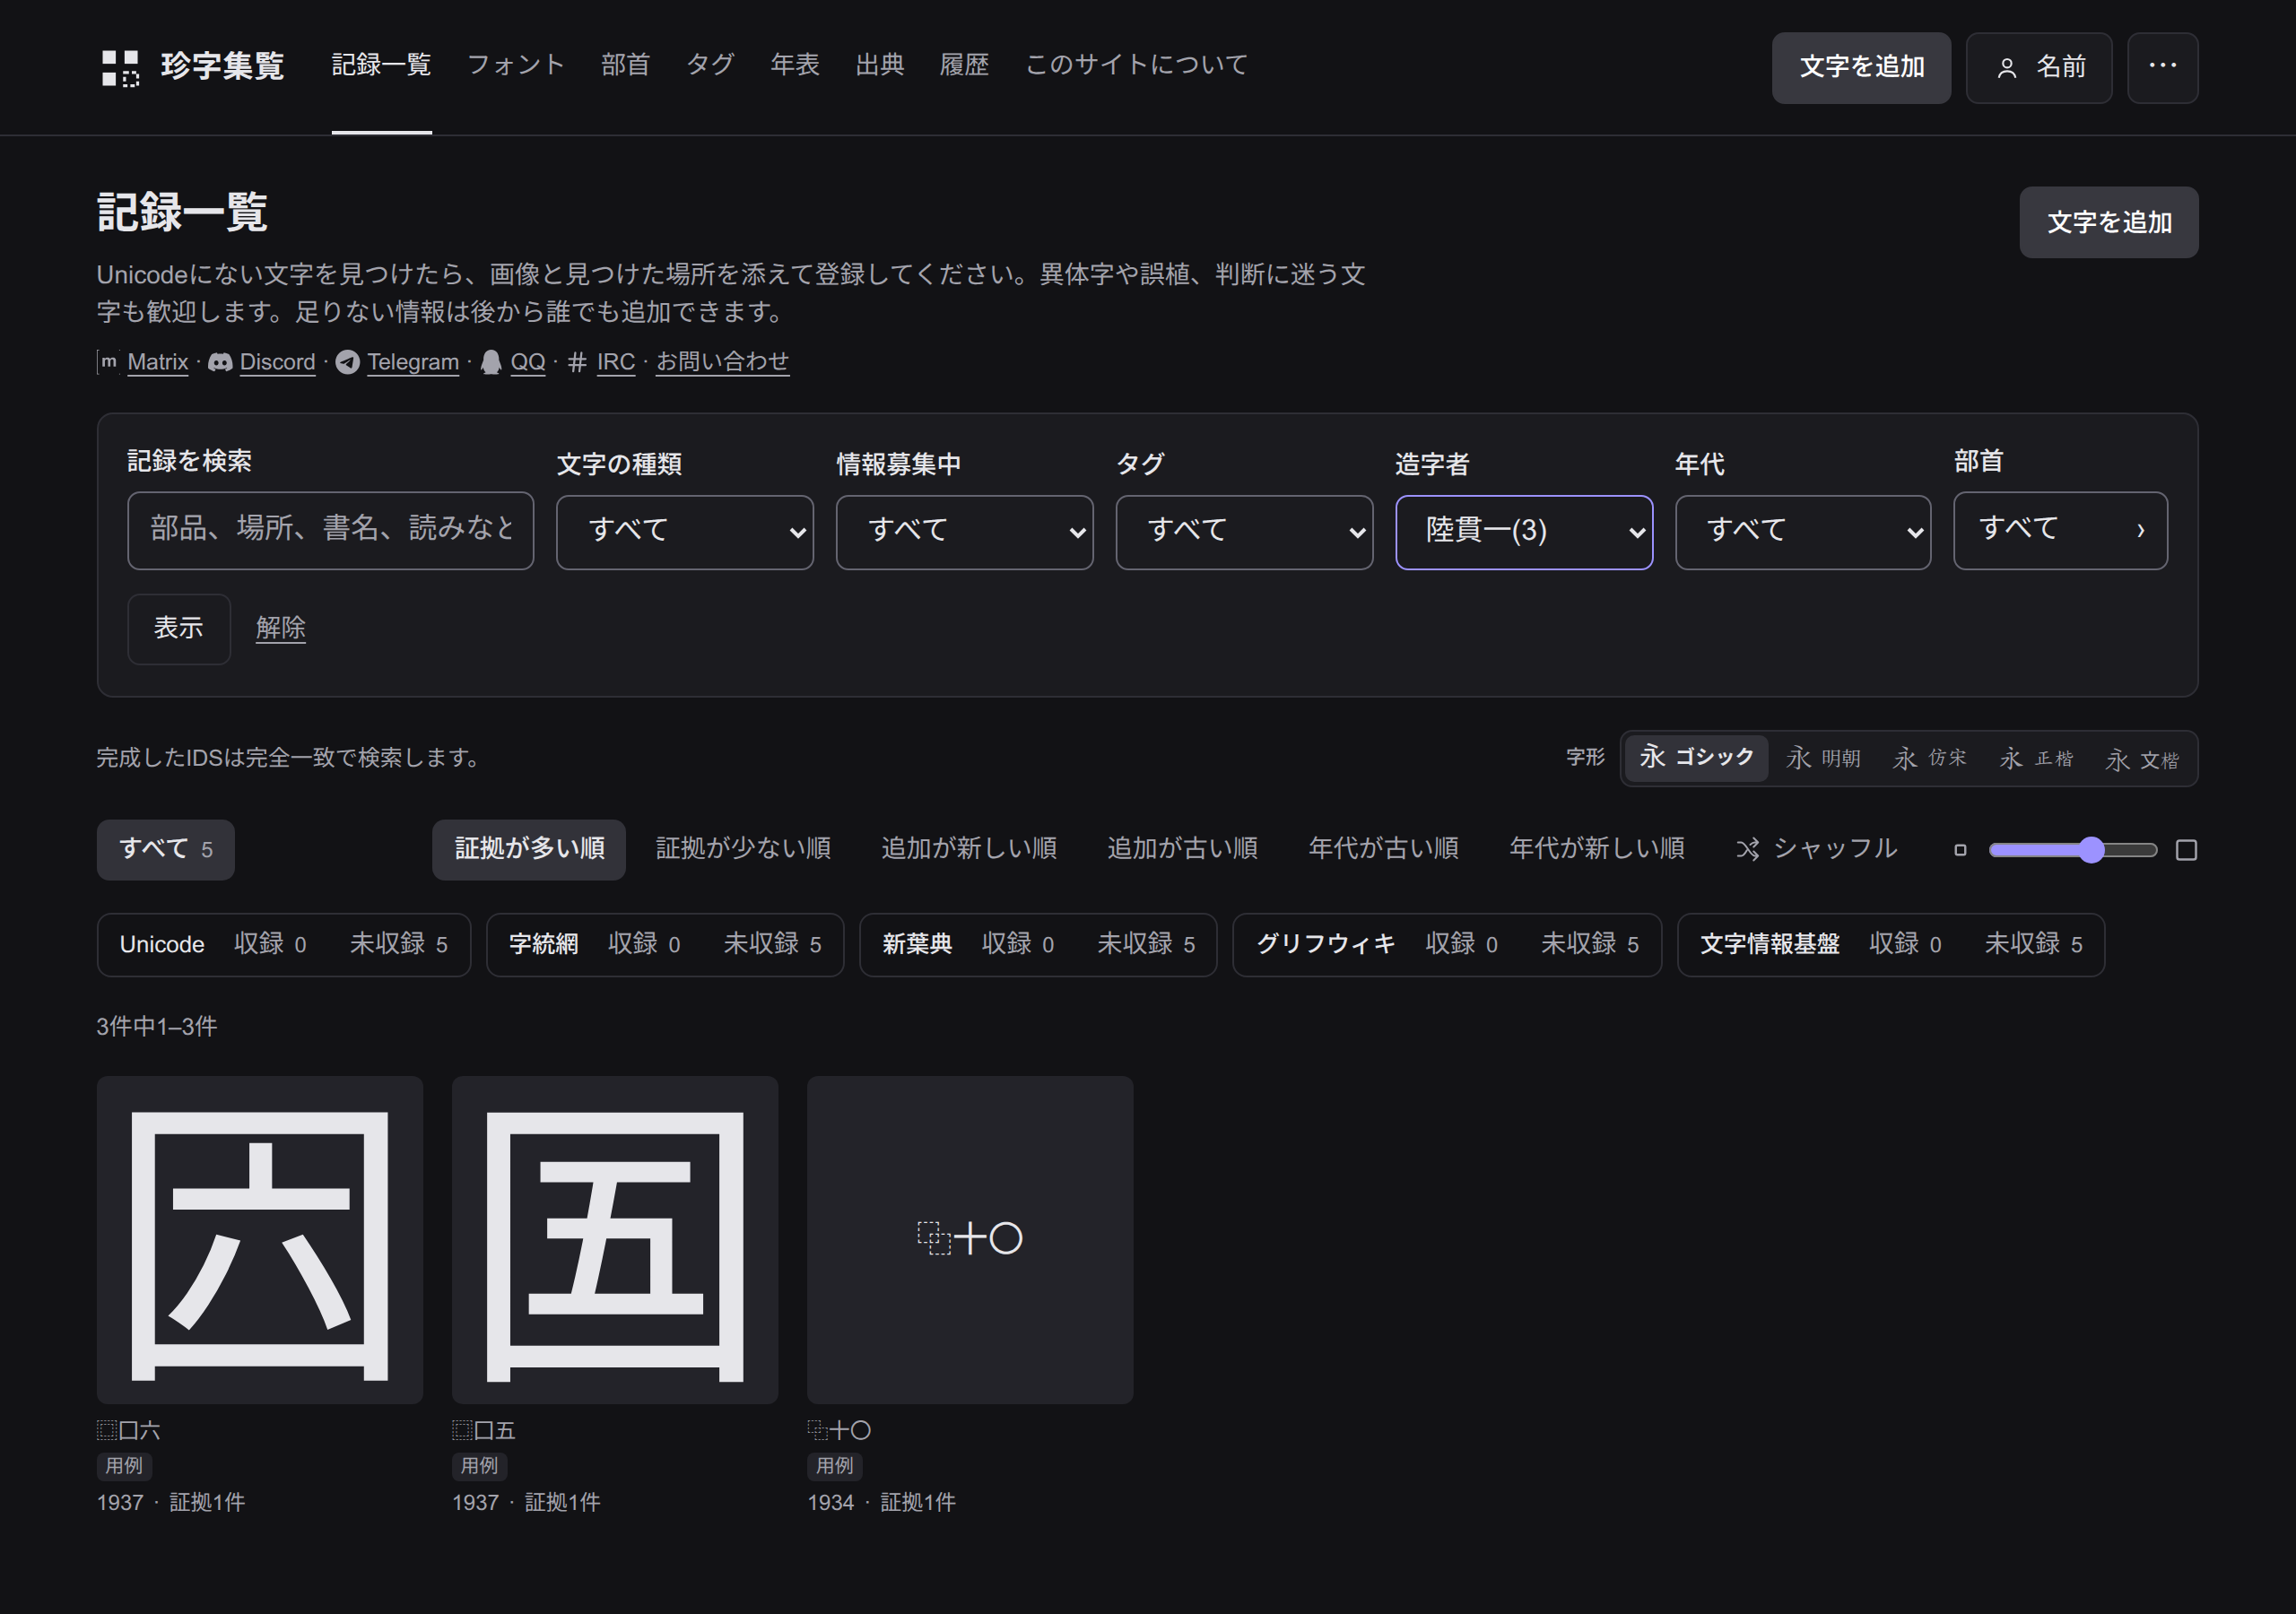 珍字集覧 記録一覧 フォント 部首 タグ 年表 出典 履歴 このサイトについて 文字を追加 名前 …
記録一覧
文字を追加
Unicodeにない文字を見つけたら、画像と見つけた場所を添えて登録してください。異体字や誤植、判断に迷う文
字も歓迎します。足りない情報は後から誰でも追加できます。
[m] Matrix · Discord · Telegram · QQ · # IRC · お問い合わせ
記録を検索 文字の種類 情報募集中 タグ 造字者 年代 部首
部品、場所、書名、読みなど すべて すべて すべて 陸貫一(3) すべて すべて ›
表示 解除
完成したIDSは完全一致で検索します。 字形 永 ゴシック 永 明朝 永 仿宋 永 正楷 永 文楷
すべて 5 証拠が多い順 証拠が少ない順 追加が新しい順 追加が古い順 年代が古い順 年代が新しい順 シャッフル
Unicode 収録 0 未収録 5 字統網 収録 0 未収録 5 新葉典 収録 0 未収録 5 グリフウィキ 収録 0 未収録 5 文字情報基盤 収録 0 未収録 5
3件中1–3件
⿴囗六 ⿴囗五 ⿻十〇
⿴囗六 ⿴囗五 ⿻十〇
用例 用例 用例
1937 · 証拠1件 1937 · 証拠1件 1934 · 証拠1件